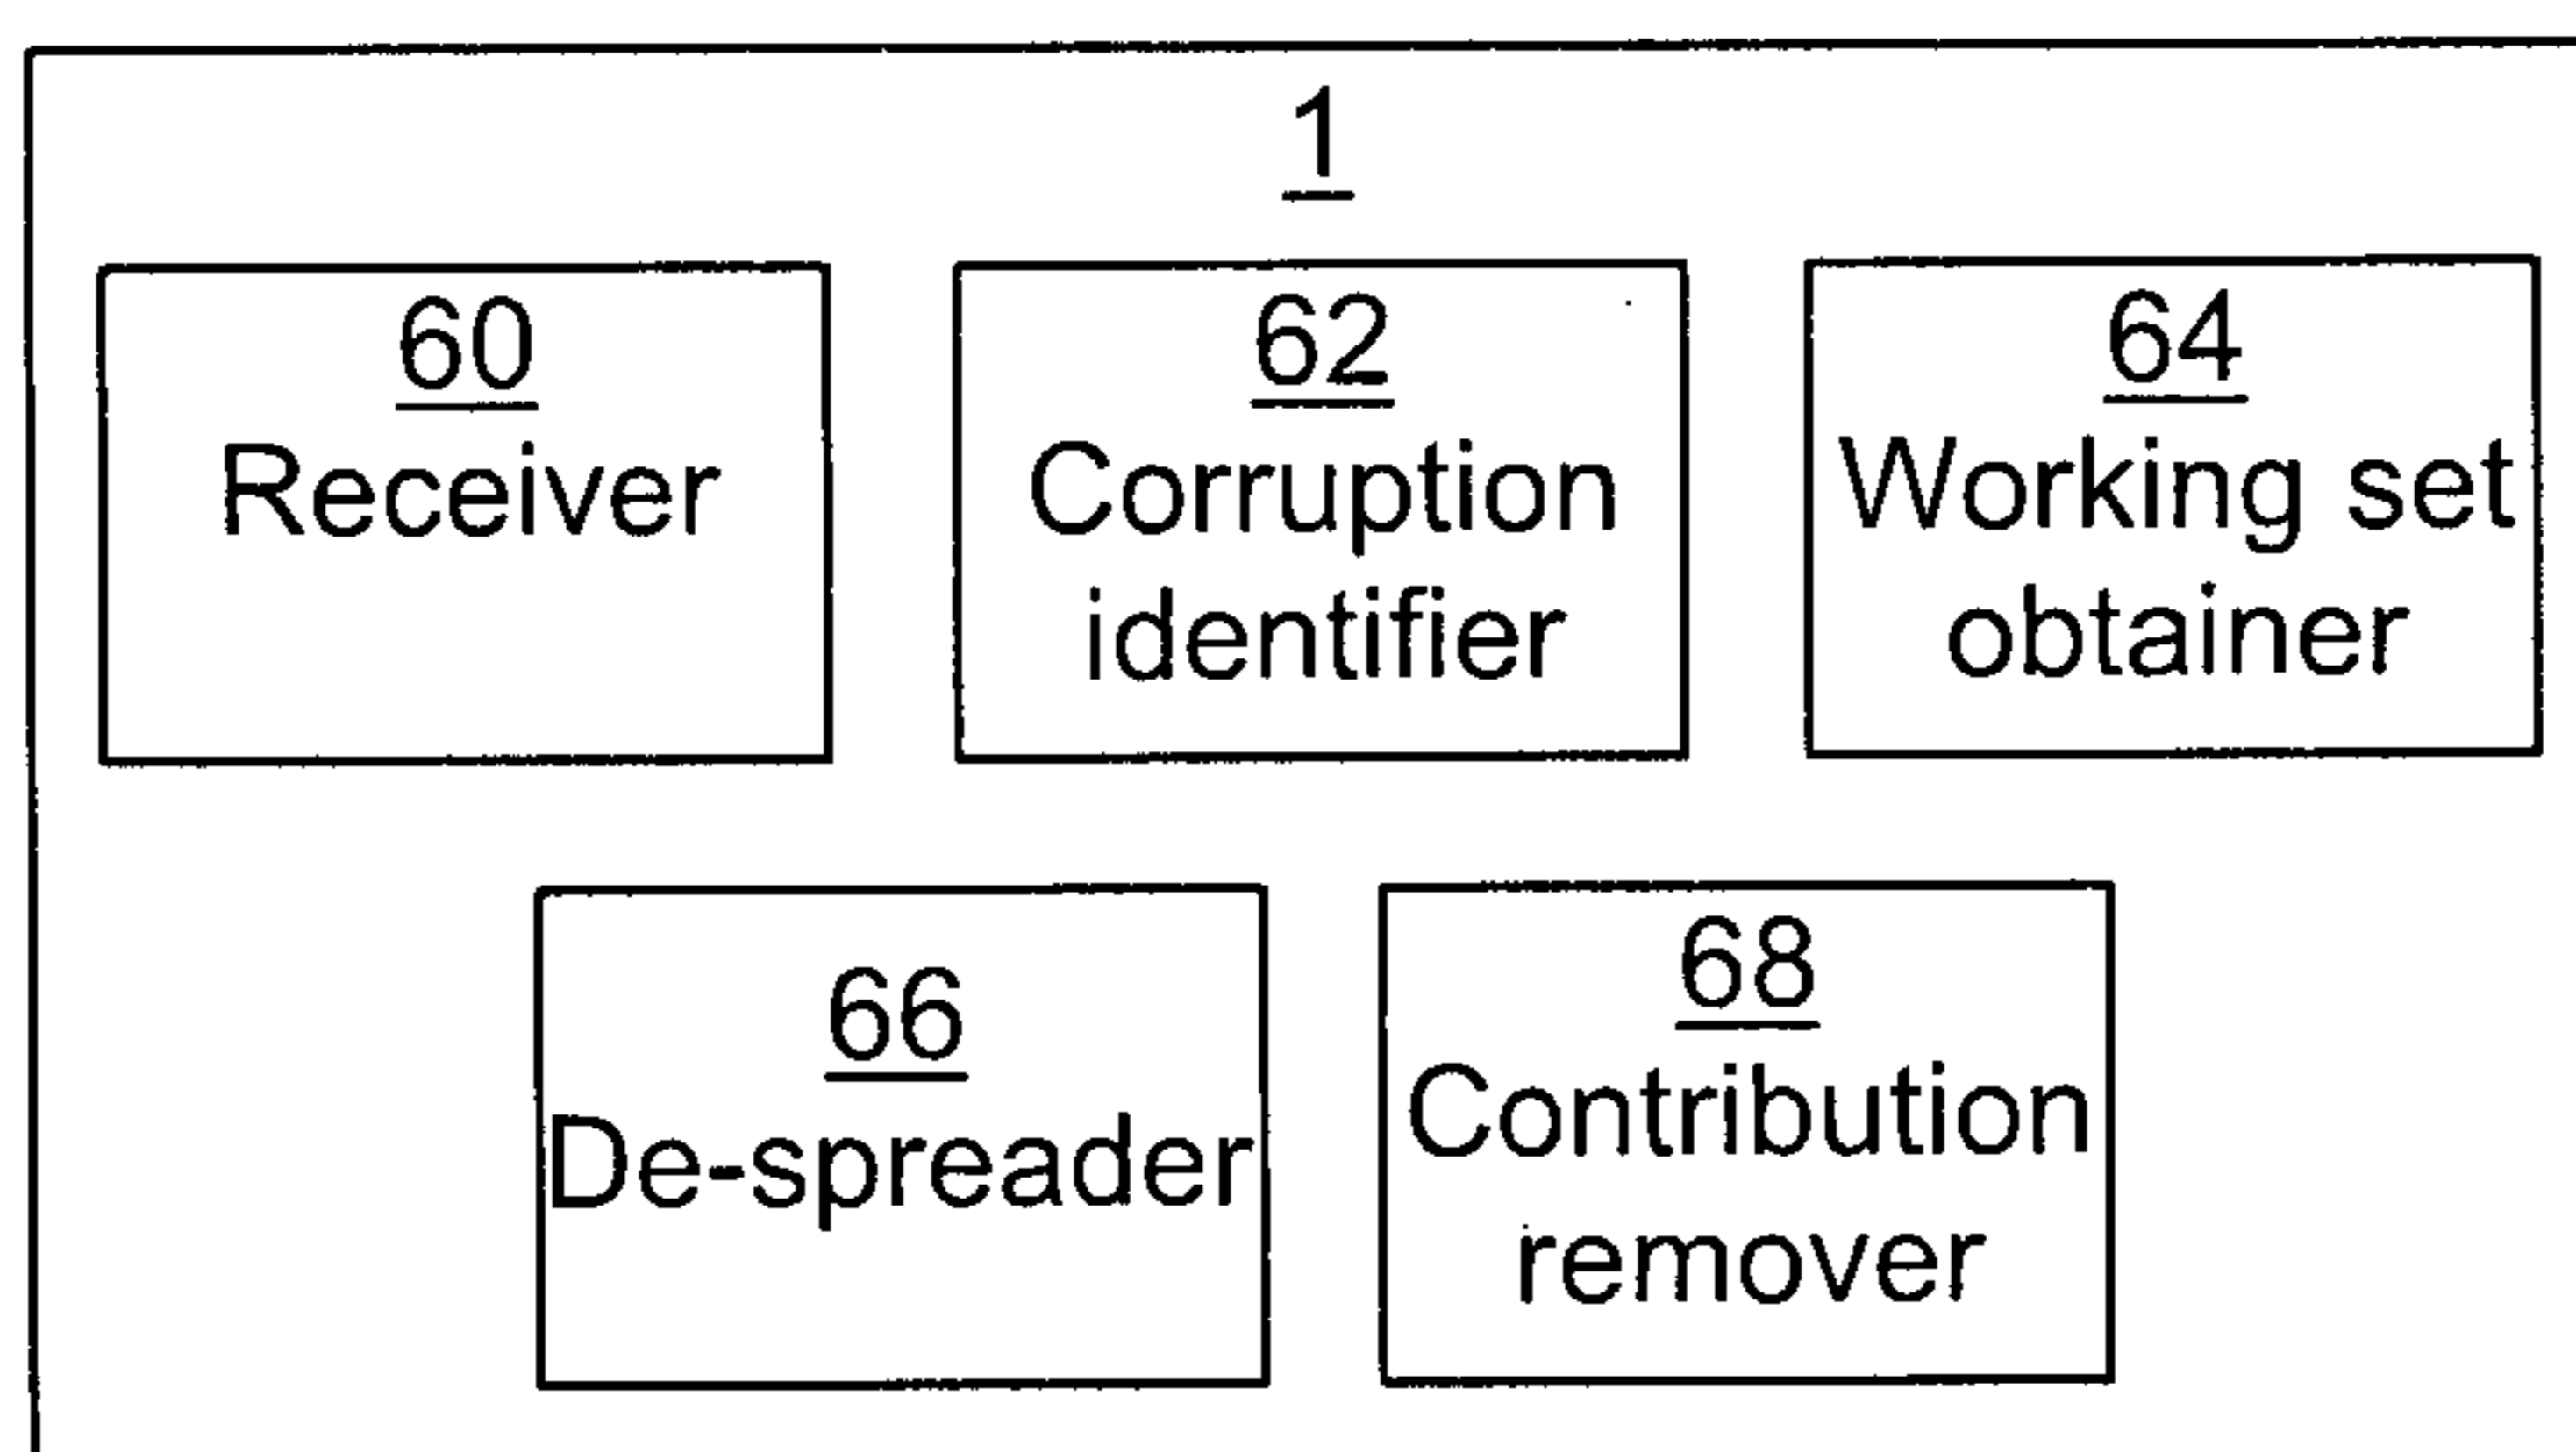 1
60
Receiver
62
Corruption
identifier
64
Working set
obtainer
66
De-spreader
68
Contribution
remover